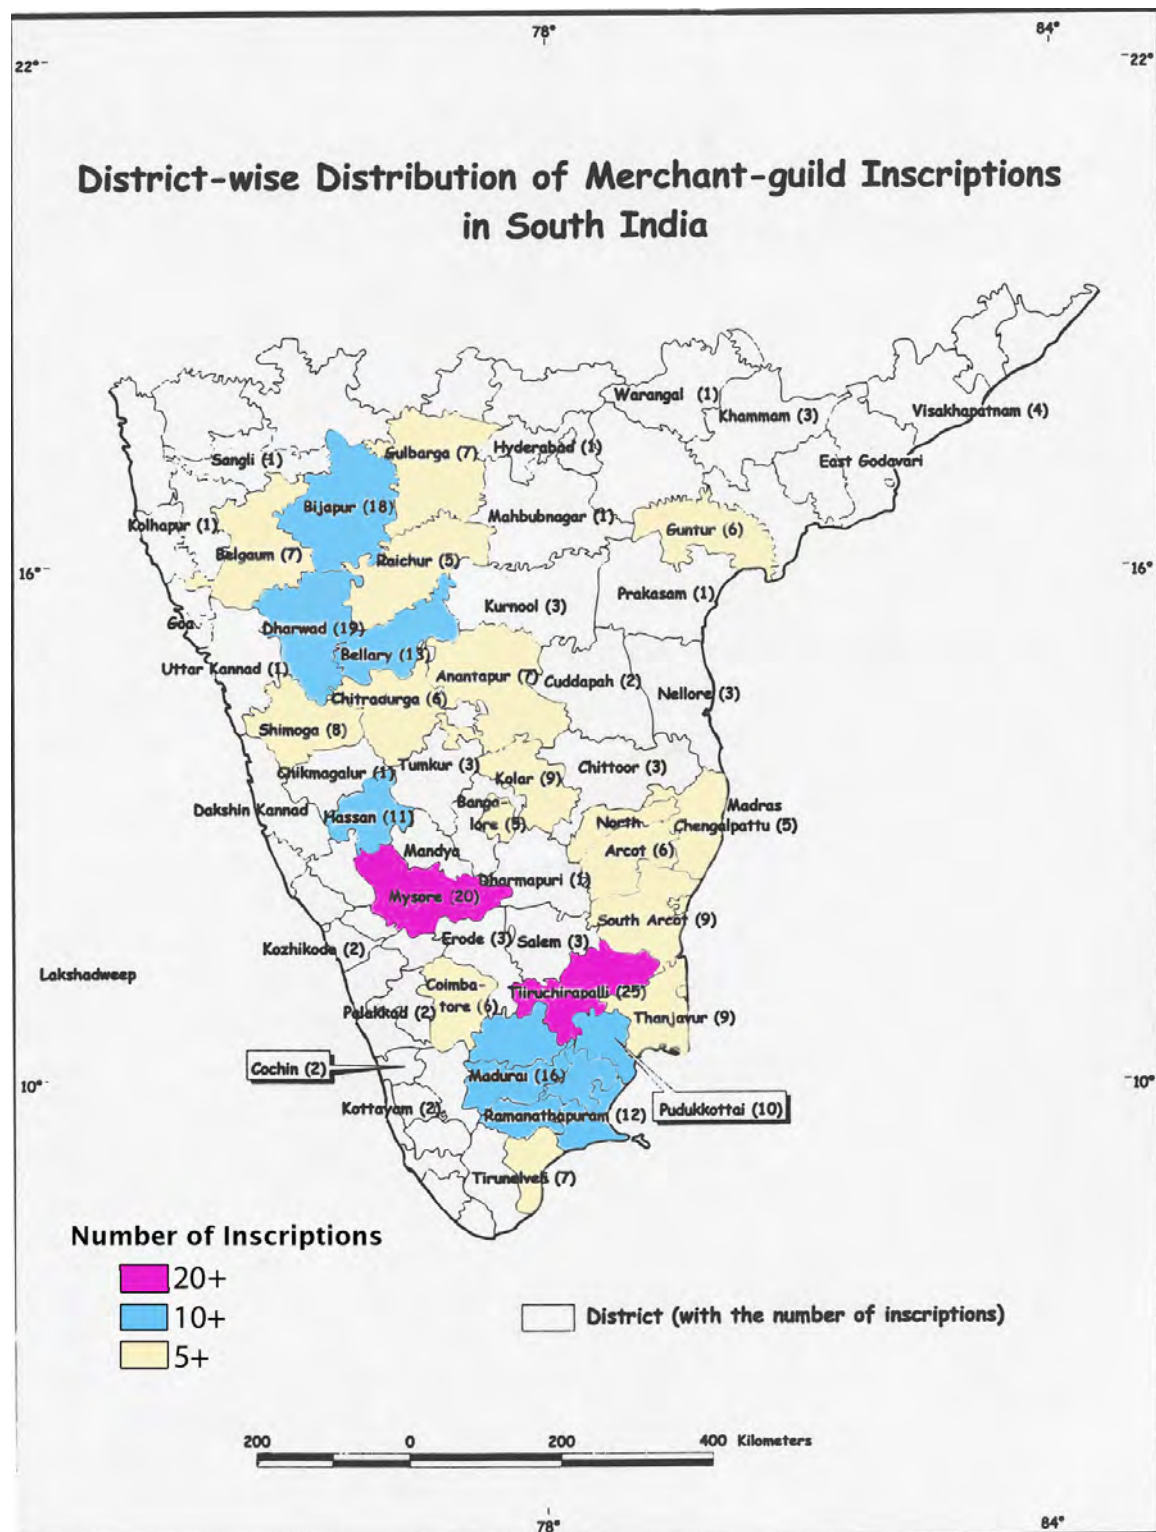 78°
84°
22°
22°
District-wise Distribution of Merchant-guild Inscriptions
in South India
Warangal (1)
Khammam (3)
Visakhapatnam (4)
Sangli (1)
Gulbarga (7)
Hyderabad (1)
East Godavari
Bijapur (18)
Kolhapur (1)
Mahbubnagar (1)
Guntur (6)
Belgaum (7)
Raichur (5)
16°
16°
Prakasam (1)
Kurnool (3)
Goa
Dharwad (19)
Bellary (13)
Uttar Kannad (1)
Anantapur (7)
Cuddapah (2)
Nellore (3)
Chitradurga (6)
Shimoga (8)
Chikmagalur (1)
Tumkur (3)
Kolar (9)
Chittoor (3)
Dakshin Kannad
Hassan (11)
Banga-
lore (5)
North
Arcot (6)
Madras
Chengalpattu (5)
Mandya
Dharmapuri (1)
Mysore (20)
South Arcot (9)
Kozhikode (2)
Erode (3)
Salem (3)
Lakshadweep
Coimba-
tore (6)
Tiiruchirapalli (25)
Palakkad (2)
Thanjavur (9)
Cochin (2)
Madurai (16)
10°
10°
Kottayam (2)
Ramanathapuram (12)
Pudukkottai (10)
Tirunelveli (7)
Number of Inscriptions
20+
10+
5+
District (with the number of inscriptions)
200
0
200
400 Kilometers
78°
84°